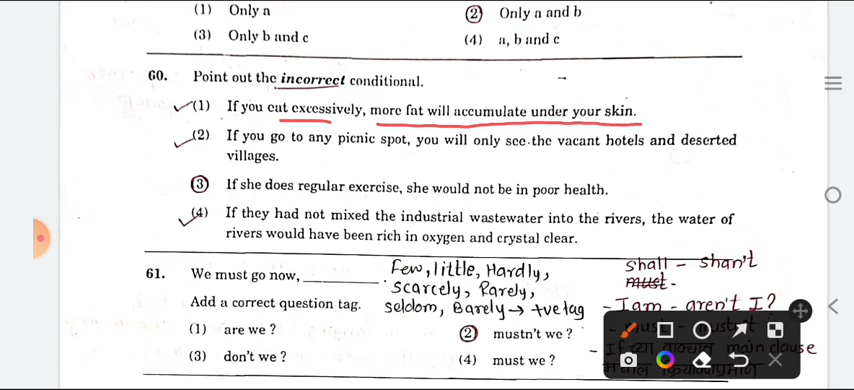 (1) Only a (2) Only a and b
(3) Only b and c (4) a, b and c
60. Point out the incorrect conditional.
(1) If you eat excessively, more fat will accumulate under your skin.
(2) If you go to any picnic spot, you will only see the vacant hotels and deserted
villages.
(3) If she does regular exercise, she would not be in poor health.
(4) If they had not mixed the industrial wastewater into the rivers, the water of
rivers would have been rich in oxygen and crystal clear.
61. We must go now, __________.
Add a correct question tag.
(1) are we ? (2) mustn't we ?
(3) don't we ? (4) must we ?
Few, little, Hardly,
scarcely, Rarely,
seldom, Barely → +ve tag
shall - shan't
must -
- I am - aren't I?
main clause